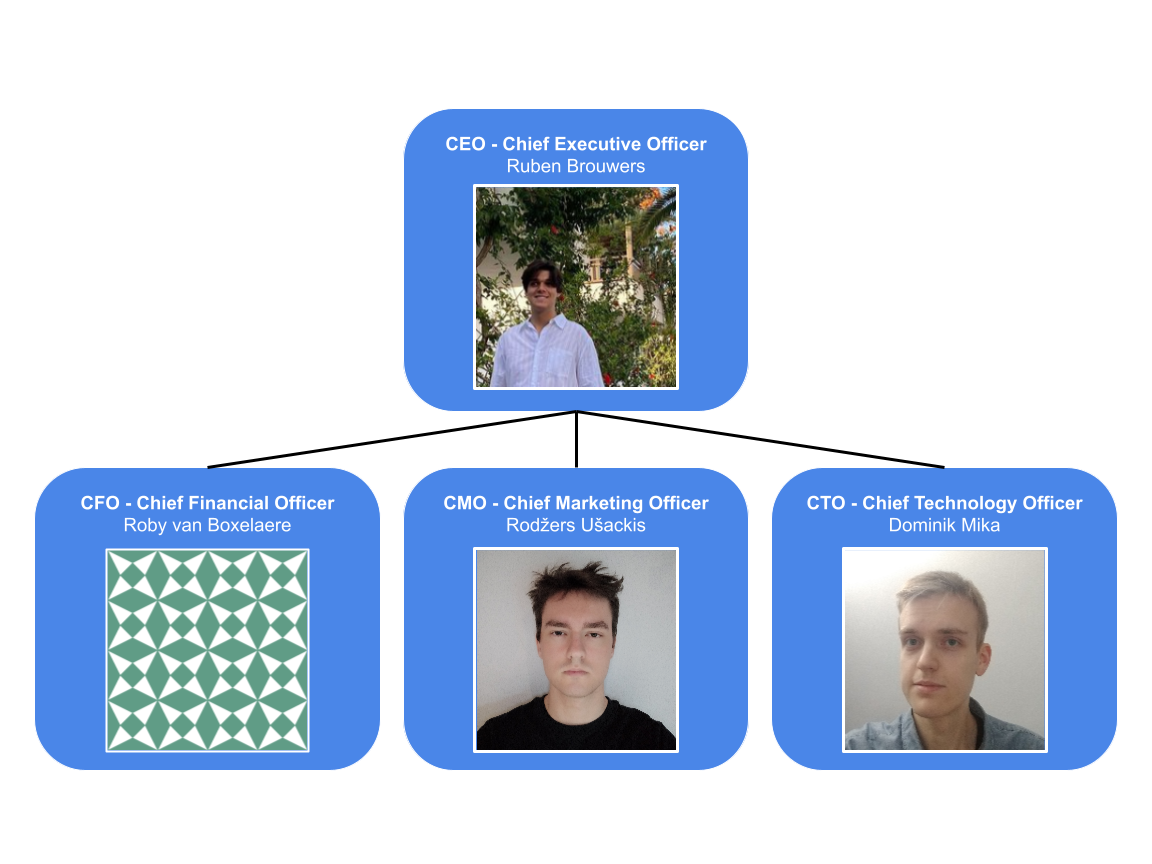 CEO - Chief Executive Officer
Ruben Brouwers
CFO - Chief Financial Officer
Roby van Boxelaere
CMO - Chief Marketing Officer
Rodžers Ušackis
CTO - Chief Technology Officer
Dominik Mika